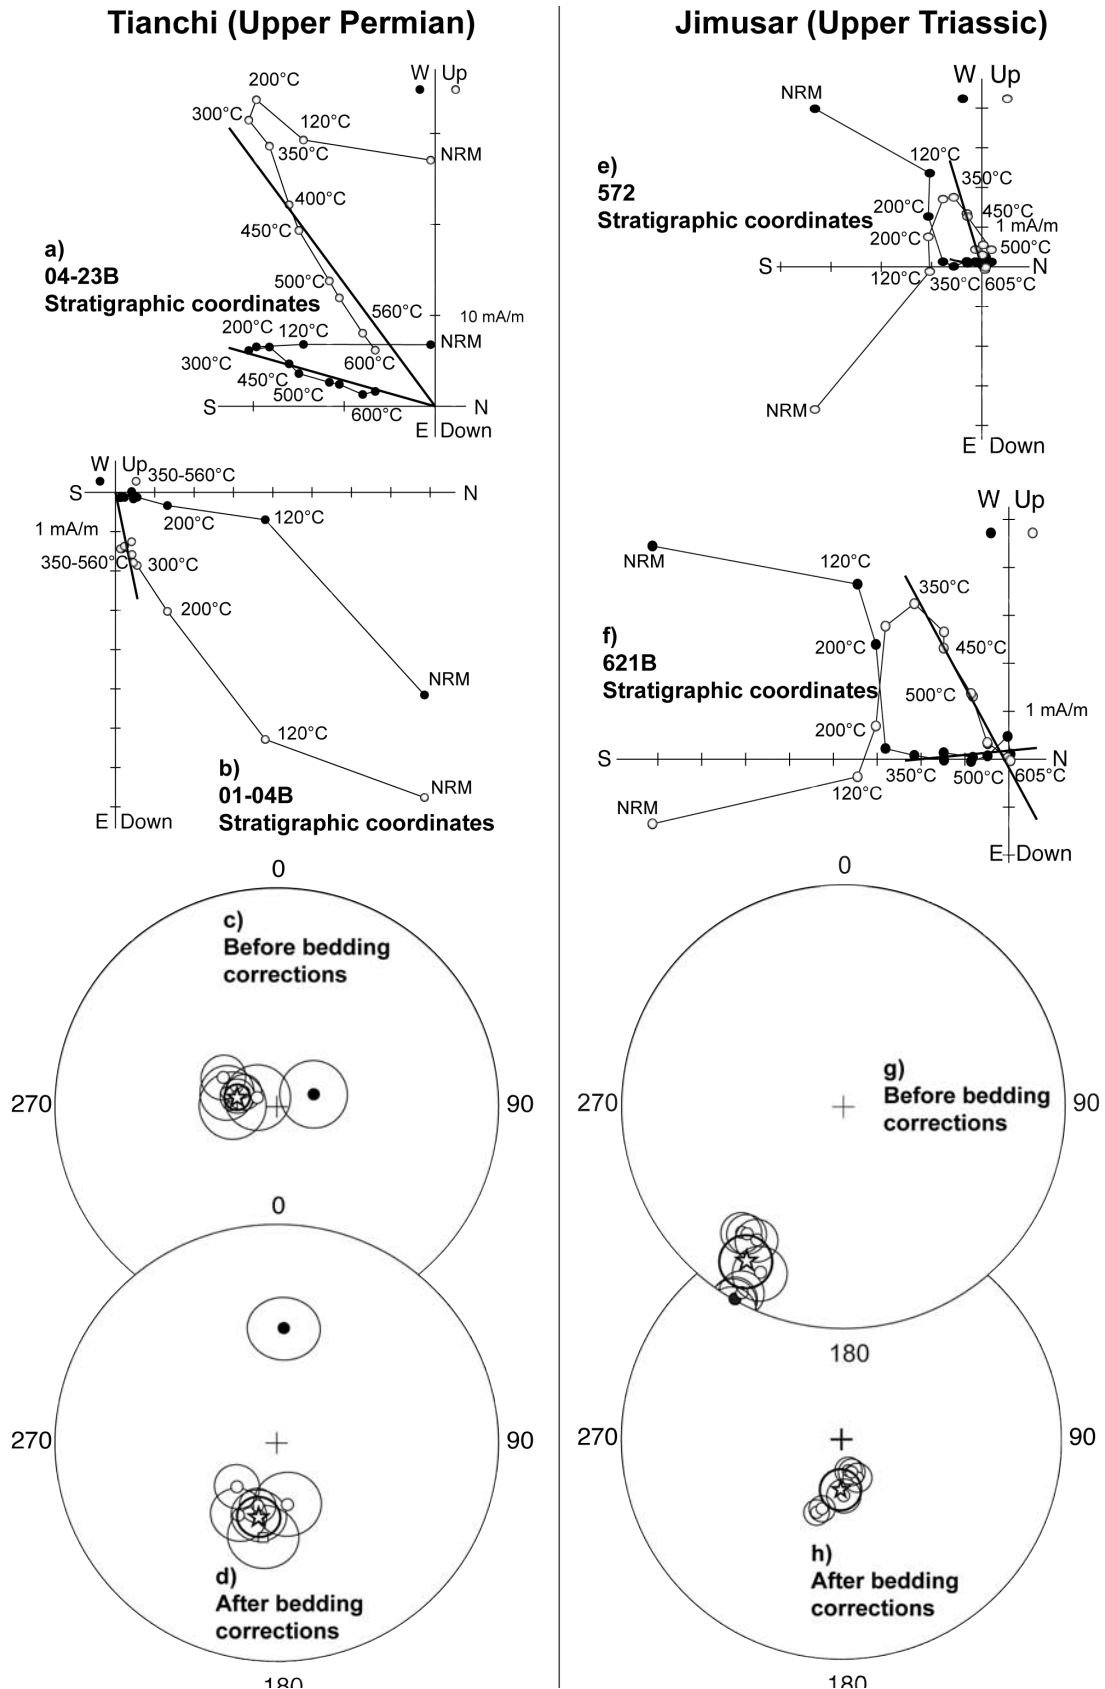 Tianchi (Upper Permian)
W Up
200°C
300°C
120°C
350°C
NRM
400°C
450°C
a)
04-23B
Stratigraphic coordinates
500°C
560°C
10 mA/m
200°C
120°C
NRM
300°C
600°C
450°C
500°C
600°C
S
N
E Down
W Up
350-560°C
S
N
200°C
120°C
1 mA/m
350-560°C
300°C
200°C
NRM
120°C
NRM
b)
01-04B
Stratigraphic coordinates
E Down
0
c)
Before bedding
corrections
270
90
0
270
90
d)
After bedding
corrections
180
Jimusar (Upper Triassic)
W Up
NRM
120°C
e)
572
Stratigraphic coordinates
350°C
200°C
450°C
1 mA/m
200°C
500°C
S
N
120°C
350°C
605°C
NRM
E Down
W Up
NRM
120°C
350°C
f)
621B
Stratigraphic coordinates
200°C
450°C
500°C
1 mA/m
200°C
S
N
350°C
500°C
605°C
120°C
NRM
E Down
0
g)
Before bedding
corrections
270
90
180
270
90
h)
After bedding
corrections
180